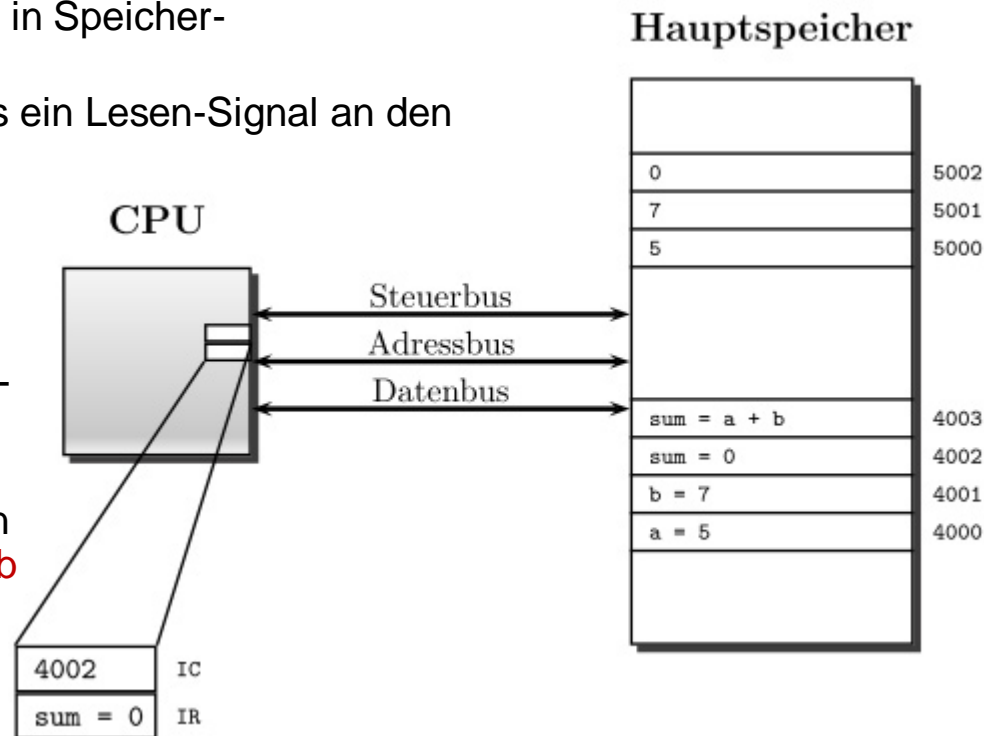 in Speicher-
s ein Lesen-Signal an den
-
n
b
Hauptspeicher
0 5002
7 5001
5 5000
sum = a + b 4003
sum = 0 4002
b = 7 4001
a = 5 4000
CPU
Steuerbus
Adressbus
Datenbus
4002 IC
sum = 0 IR